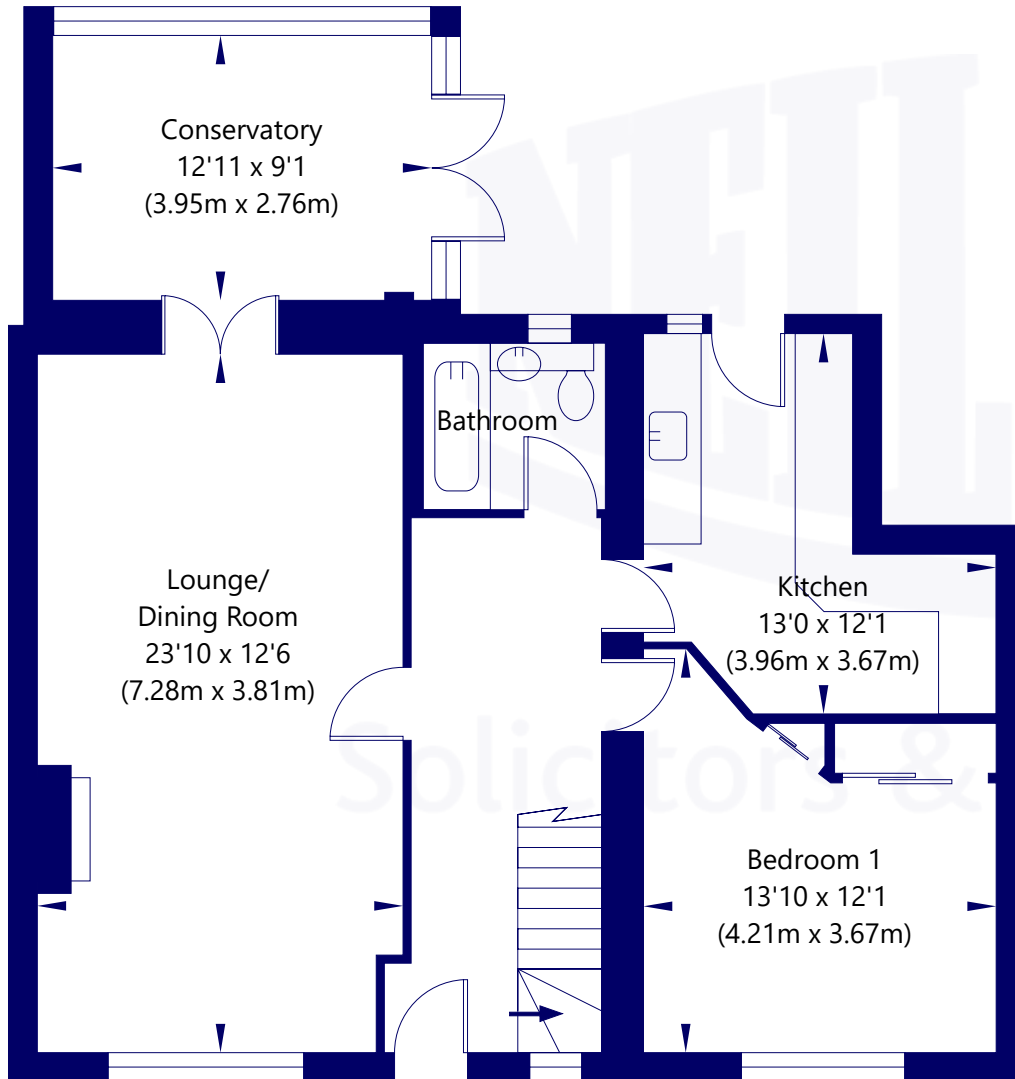 NEIL
Conservatory
12'11 x 9'1
(3.95m x 2.76m)
Bathroom
Lounge/
Dining Room
23'10 x 12'6
(7.28m x 3.81m)
Kitchen
13'0 x 12'1
(3.96m x 3.67m)
Solicitors &
Bedroom 1
13'10 x 12'1
(4.21m x 3.67m)